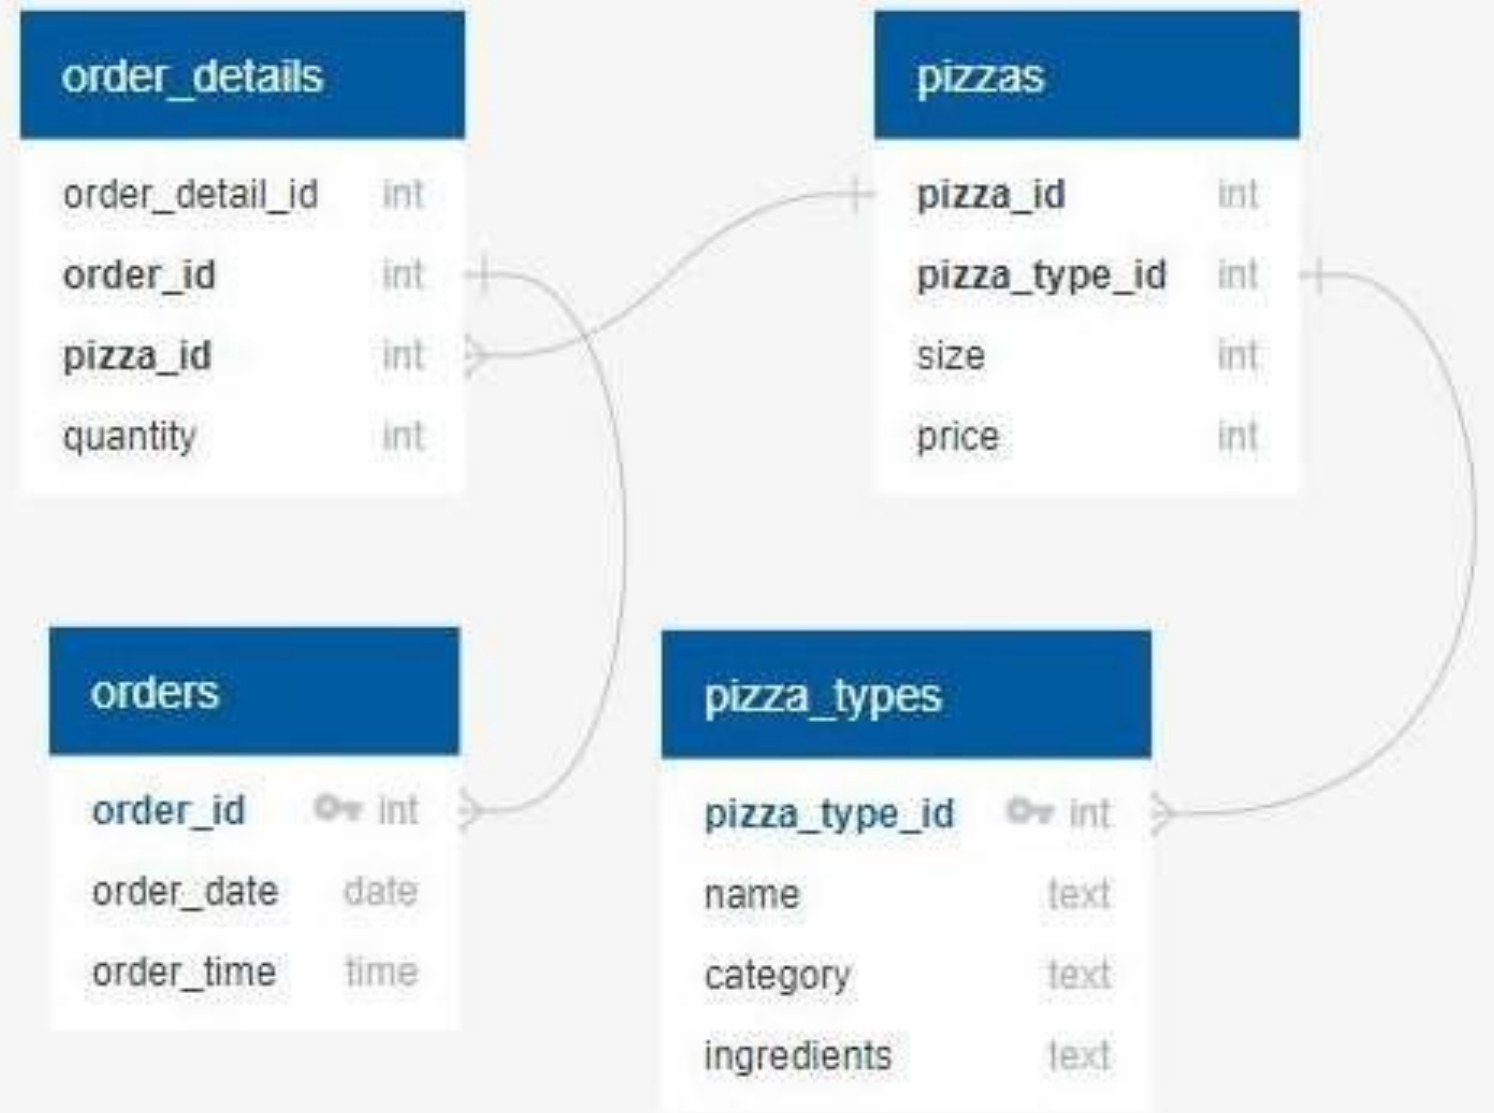 order_details
order_detail_id int
order_id int
pizza_id int
quantity int
pizzas
pizza_id int
pizza_type_id int
size int
price int
orders
order_id int
order_date date
order_time time
pizza_types
pizza_type_id int
name text
category text
ingredients text